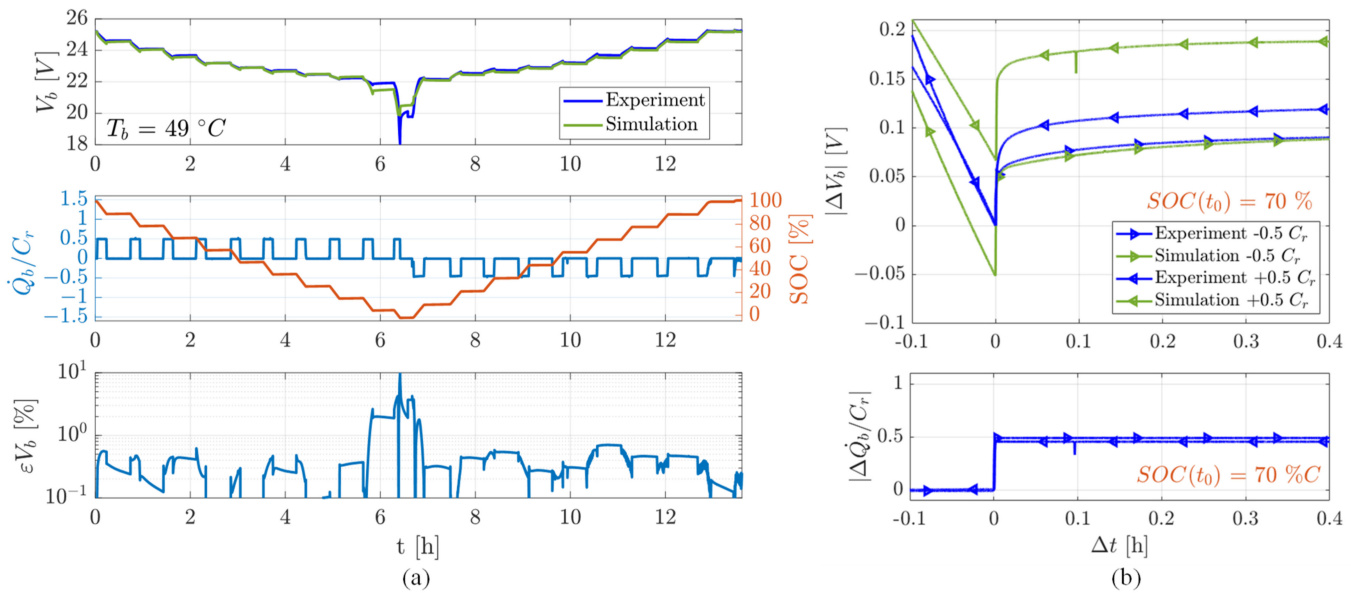 26
24
22
20
18
V_b [V]
T_b = 49 °C
Experiment
Simulation
0 2 4 6 8 10 12
1.5
1
0.5
0
-0.5
-1
-1.5
Q̇_b/C_r
100
80
60
40
20
0
SOC [%]
0 2 4 6 8 10 12
10^1
10^0
10^-1
εV_b [%]
0 2 4 6 8 10 12
t [h]
(a)
0.2
0.15
0.1
0.05
0
-0.05
-0.1
|ΔV_b| [V]
SOC(t_0) = 70 %
Experiment -0.5 C_r
Simulation -0.5 C_r
Experiment +0.5 C_r
Simulation +0.5 C_r
-0.1 0 0.1 0.2 0.3 0.4
1
0.5
0
|ΔQ̇_b/C_r|
SOC(t_0) = 70 %C
-0.1 0 0.1 0.2 0.3 0.4
Δt [h]
(b)